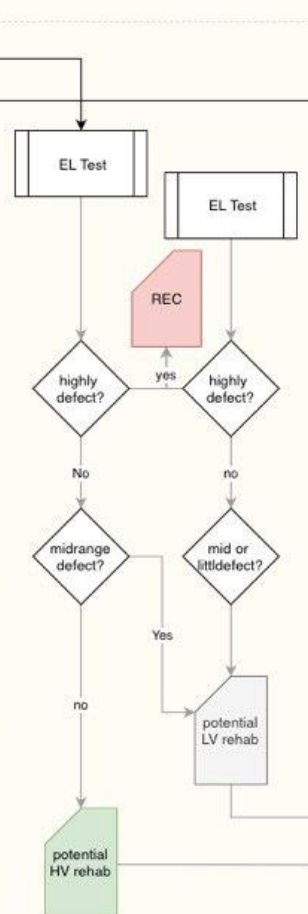 EL Test
EL Test
REC
yes
highly
defect?
highly
defect?
No
no
midrange
defect?
mid or
littldefect?
Yes
no
potential
LV rehab
potential
HV rehab